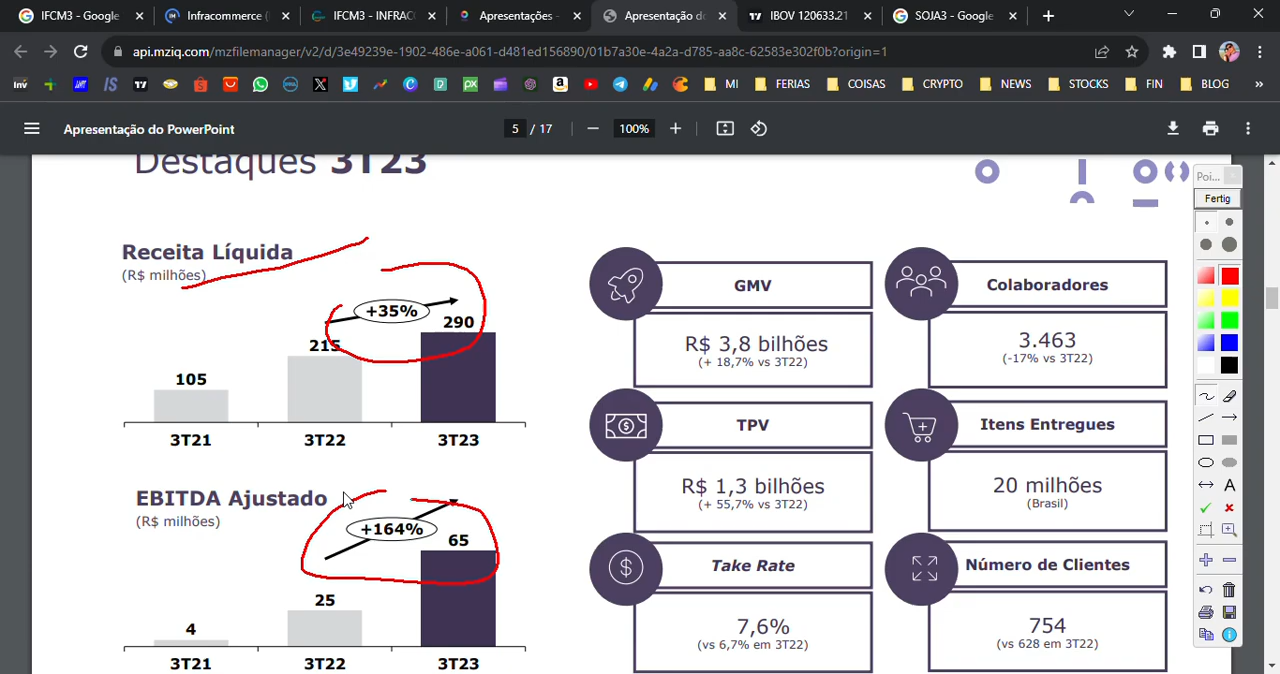 IFCM3 - Google
Infracommerce (
IFCM3 - INFRAC
Apresentações -
Apresentação do
IBOV 120633.21
SOJA3 - Google
api.mziq.com/mzfilemanager/v2/d/3e49239e-1902-486e-a061-d481ed156890/01b7a30e-4a2a-d785-aa8c-62583e302f0b?origin=1
MI
FERIAS
COISAS
CRYPTO
NEWS
STOCKS
FIN
BLOG
»
Apresentação do PowerPoint
5 / 17
100%
Destaques 3T23
Poi...
Fertig
Receita Líquida
(R$ milhões)
+35%
105
215
290
3T21
3T22
3T23
EBITDA Ajustado
(R$ milhões)
+164%
4
25
65
3T21
3T22
3T23
GMV
R$ 3,8 bilhões
(+ 18,7% vs 3T22)
Colaboradores
3.463
(-17% vs 3T22)
TPV
R$ 1,3 bilhões
(+ 55,7% vs 3T22)
Itens Entregues
20 milhões
(Brasil)
Take Rate
7,6%
(vs 6,7% em 3T22)
Número de Clientes
754
(vs 628 em 3T22)